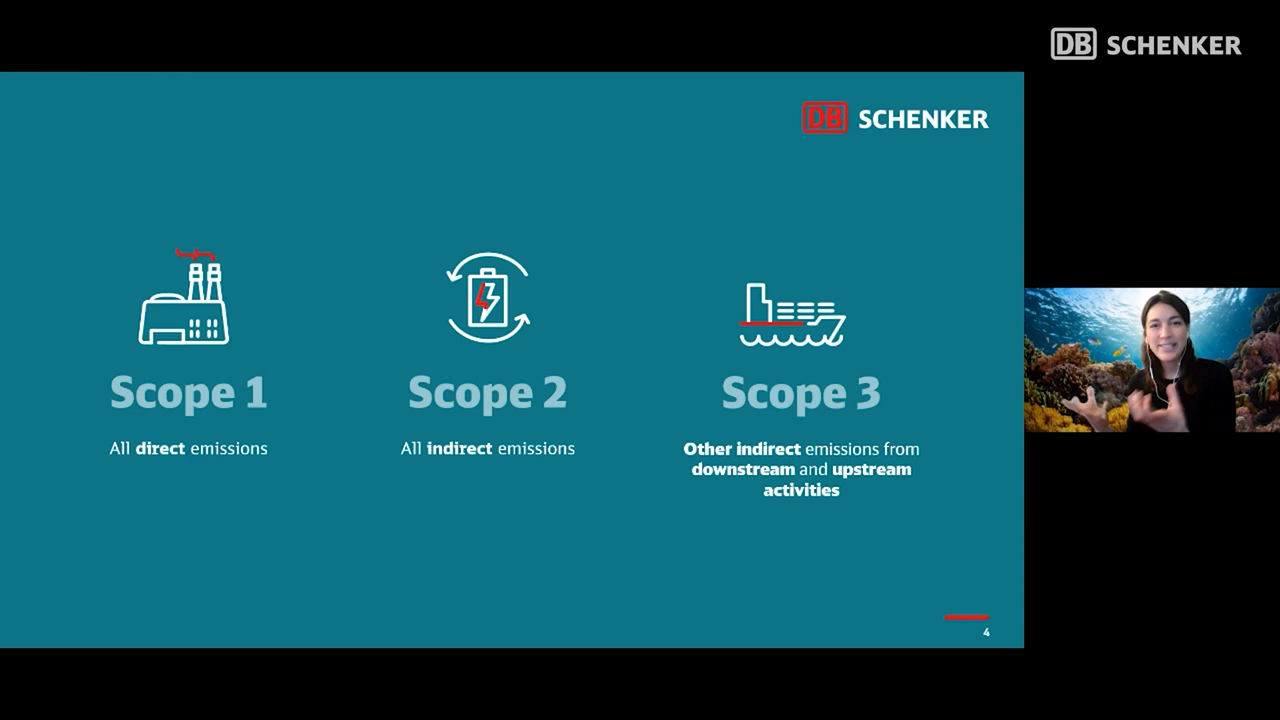 DB SCHENKER
DB SCHENKER
Scope 1
Scope 2
Scope 3
All direct emissions
All indirect emissions
Other indirect emissions from
downstream and upstream
activities
4